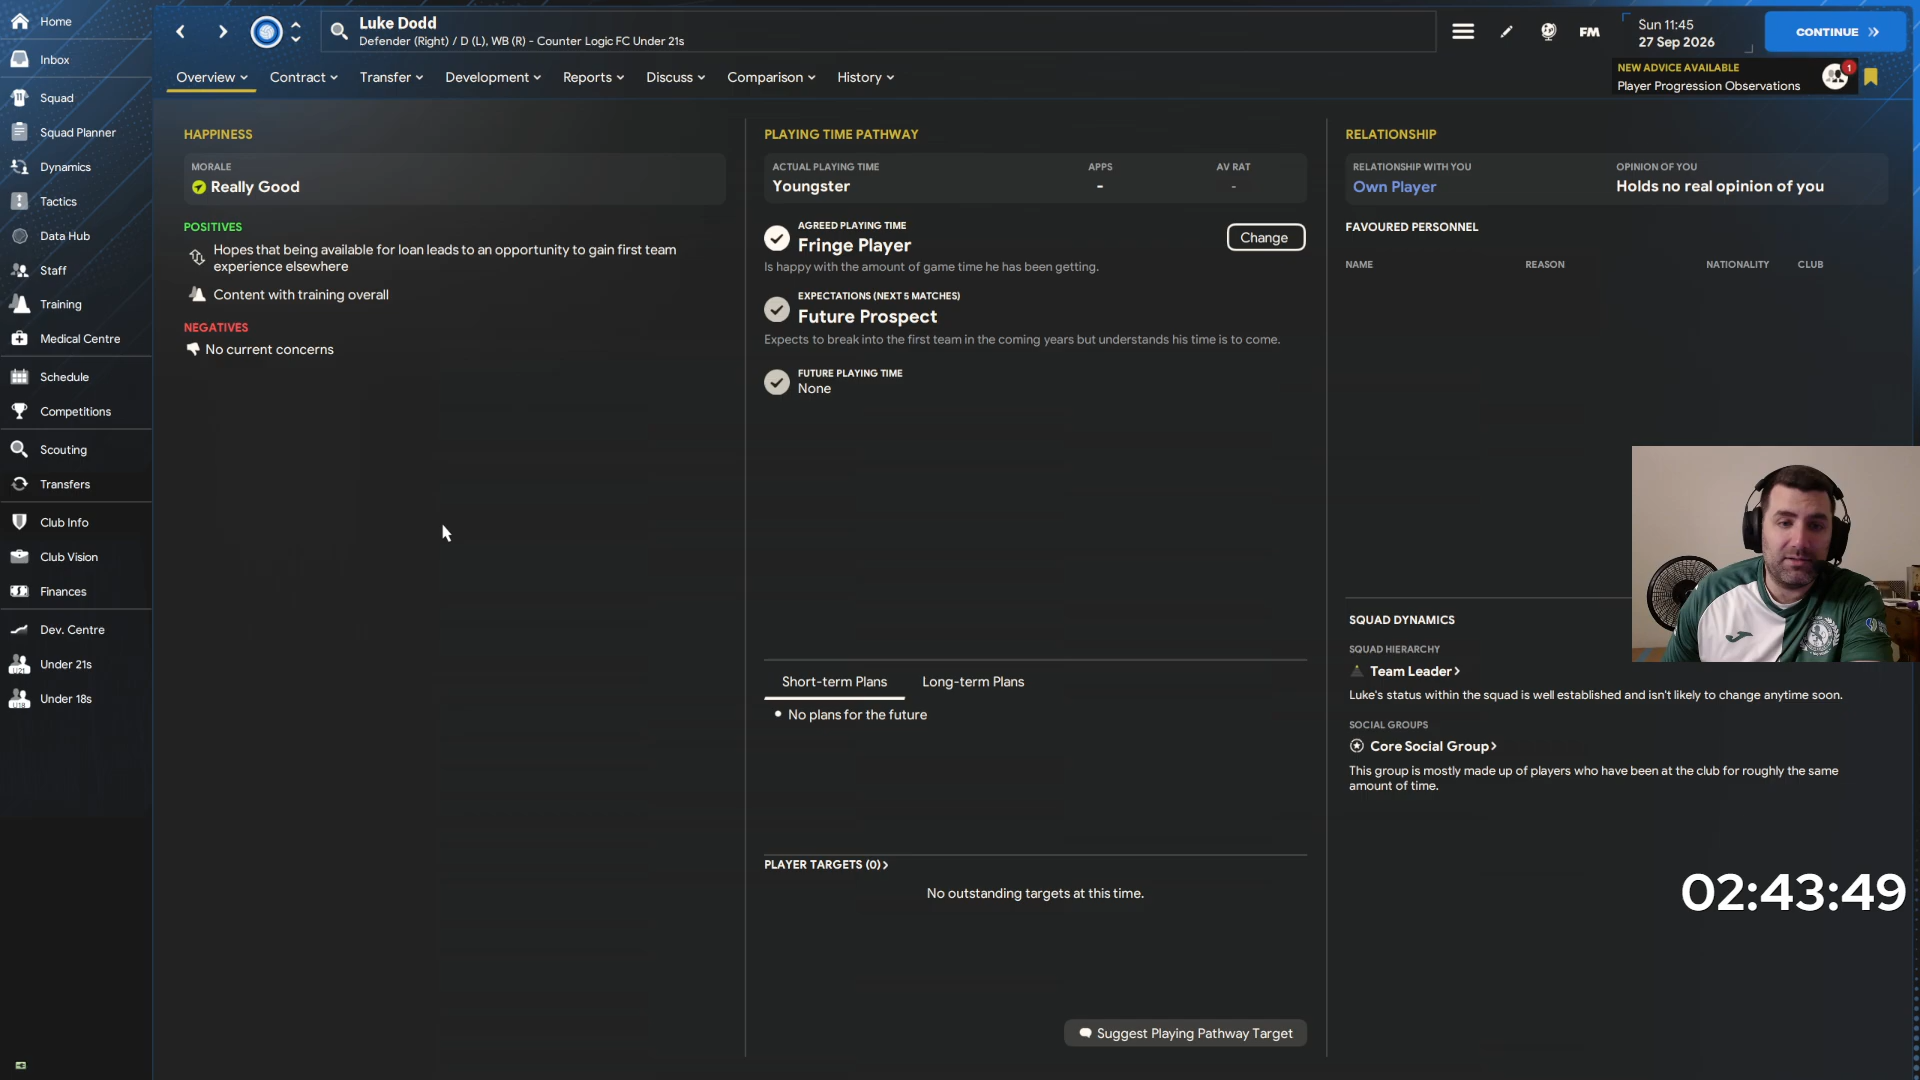 Home
Inbox
Squad
Squad Planner
Dynamics
Tactics
Data Hub
Staff
Training
Medical Centre
Schedule
Competitions
Scouting
Transfers
Club Info
Club Vision
Finances
Dev. Centre
Under 21s
Under 18s
Luke Dodd
Defender (Right) / D (L), WB (R) - Counter Logic FC Under 21s
FM
Sun 11:45
27 Sep 2026
CONTINUE
Overview
Contract
Transfer
Development
Reports
Discuss
Comparison
History
NEW ADVICE AVAILABLE
Player Progression Observations
1
HAPPINESS
MORALE
Really Good
POSITIVES
Hopes that being available for loan leads to an opportunity to gain first team
experience elsewhere
Content with training overall
NEGATIVES
No current concerns
PLAYING TIME PATHWAY
ACTUAL PLAYING TIME APPS AV RAT
Youngster - -
AGREED PLAYING TIME
Fringe Player
Change
Is happy with the amount of game time he has been getting.
EXPECTATIONS (NEXT 5 MATCHES)
Future Prospect
Expects to break into the first team in the coming years but understands his time is to come.
FUTURE PLAYING TIME
None
Short-term Plans Long-term Plans
No plans for the future
PLAYER TARGETS (0)
No outstanding targets at this time.
Suggest Playing Pathway Target
RELATIONSHIP
RELATIONSHIP WITH YOU OPINION OF YOU
Own Player Holds no real opinion of you
FAVOURED PERSONNEL
NAME REASON NATIONALITY CLUB
SQUAD DYNAMICS
SQUAD HIERARCHY
Team Leader
Luke's status within the squad is well established and isn't likely to change anytime soon.
SOCIAL GROUPS
Core Social Group
This group is mostly made up of players who have been at the club for roughly the same
amount of time.
02:43:49